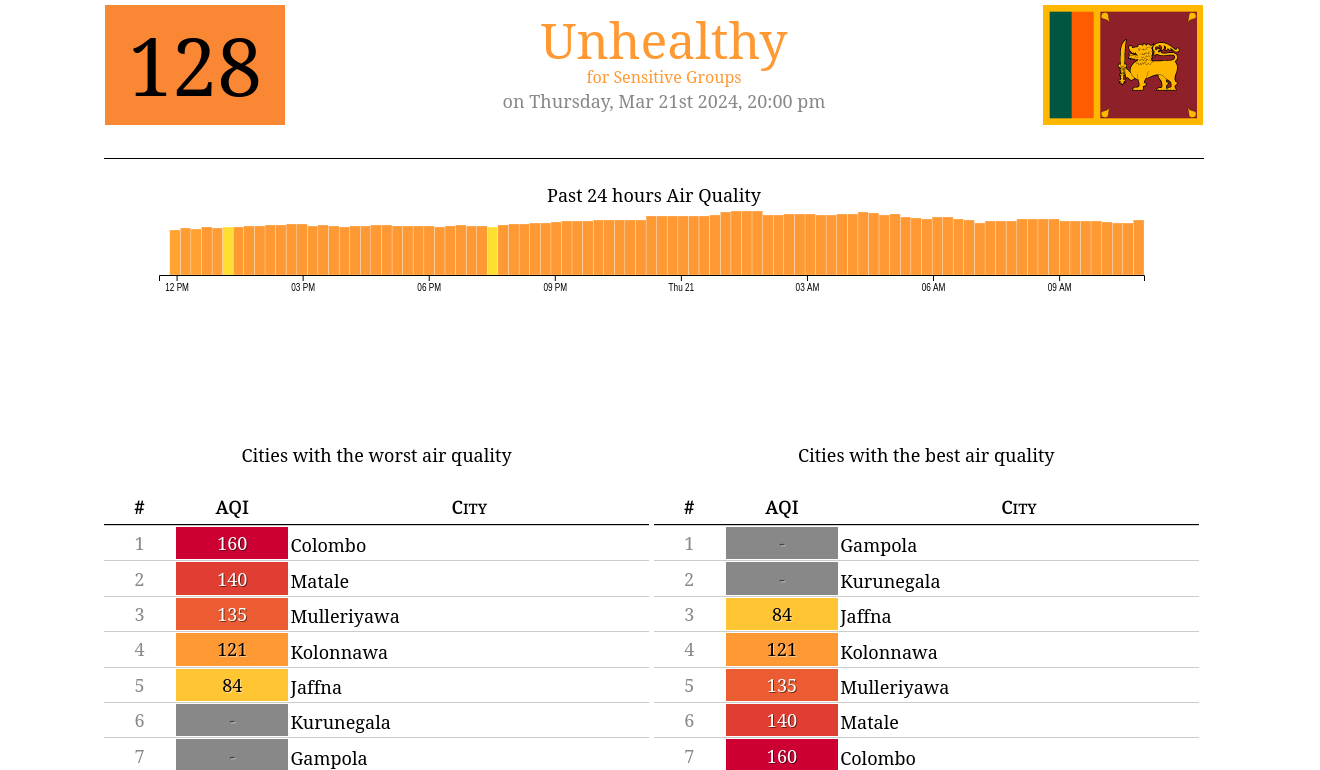 128
Unhealthy
for Sensitive Groups
on Thursday, Mar 21st 2024, 20:00 pm
Past 24 hours Air Quality
12 PM 03 PM 06 PM 09 PM Thu 21 03 AM 06 AM 09 AM
Cities with the worst air quality
# AQI City
1 160 Colombo
2 140 Matale
3 135 Mulleriyawa
4 121 Kolonnawa
5 84 Jaffna
6 - Kurunegala
7 - Gampola
Cities with the best air quality
# AQI City
1 - Gampola
2 - Kurunegala
3 84 Jaffna
4 121 Kolonnawa
5 135 Mulleriyawa
6 140 Matale
7 160 Colombo